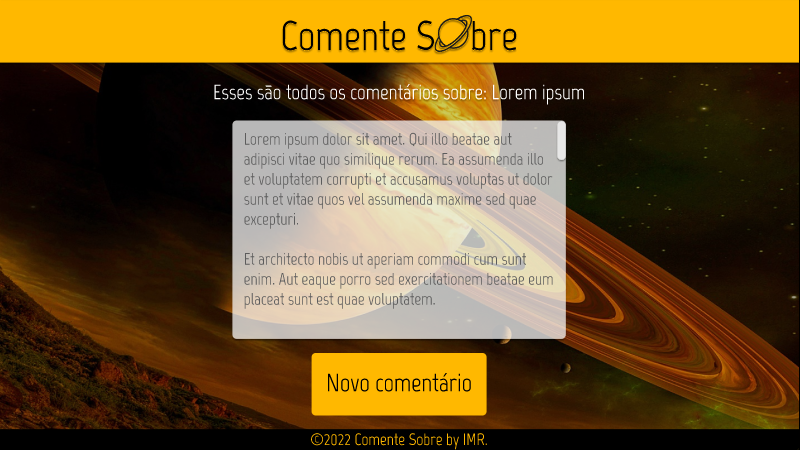 Comente Sobre
Esses são todos os comentários sobre: Lorem ipsum
Lorem ipsum dolor sit amet. Qui illo beatae aut
adipisci vitae quo similique rerum. Ea assumenda illo
et voluptatem corrupti et accusamus voluptas ut dolor
sunt et vitae quos vel assumenda maxime sed quae
excepturi.
Et architecto nobis ut aperiam commodi cum sunt
enim. Aut eaque porro sed exercitationem beatae eum
placeat sunt est quae voluptatem.
Novo comentário
©2022 Comente Sobre by IMR.